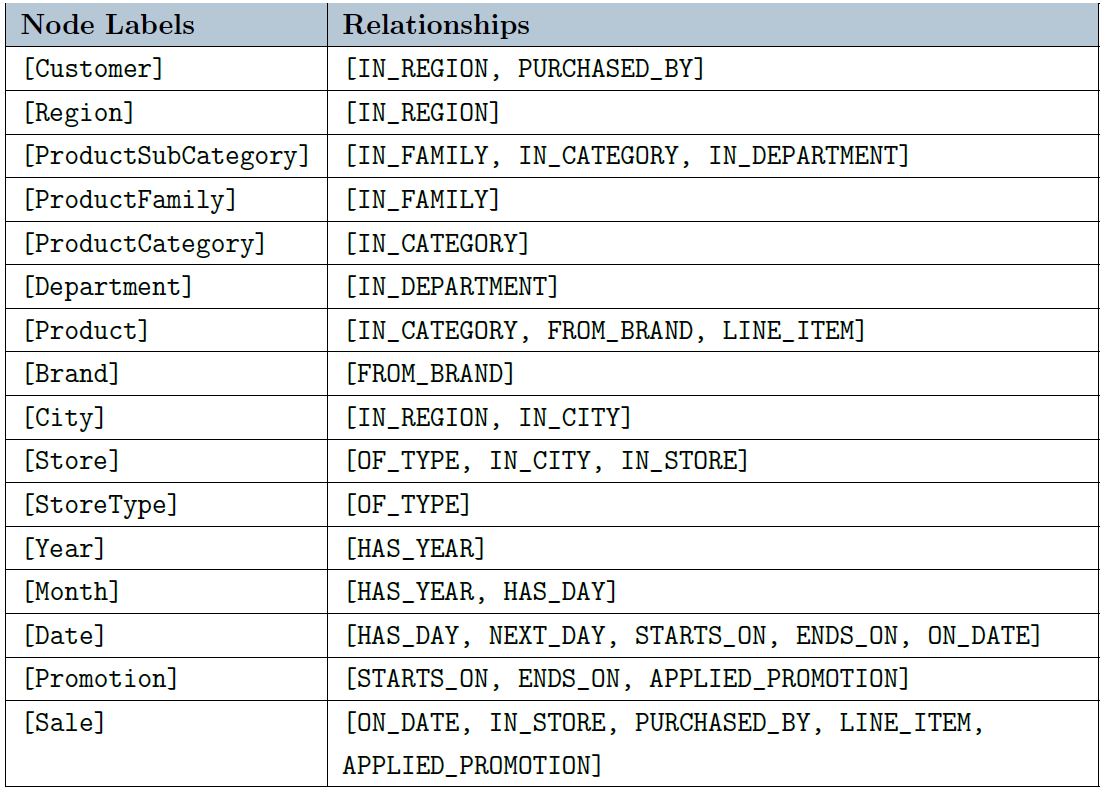 Node Labels Relationships
[Customer] [IN_REGION, PURCHASED_BY]
[Region] [IN_REGION]
[ProductSubCategory] [IN_FAMILY, IN_CATEGORY, IN_DEPARTMENT]
[ProductFamily] [IN_FAMILY]
[ProductCategory] [IN_CATEGORY]
[Department] [IN_DEPARTMENT]
[Product] [IN_CATEGORY, FROM_BRAND, LINE_ITEM]
[Brand] [FROM_BRAND]
[City] [IN_REGION, IN_CITY]
[Store] [OF_TYPE, IN_CITY, IN_STORE]
[StoreType] [OF_TYPE]
[Year] [HAS_YEAR]
[Month] [HAS_YEAR, HAS_DAY]
[Date] [HAS_DAY, NEXT_DAY, STARTS_ON, ENDS_ON, ON_DATE]
[Promotion] [STARTS_ON, ENDS_ON, APPLIED_PROMOTION]
[Sale] [ON_DATE, IN_STORE, PURCHASED_BY, LINE_ITEM,
APPLIED_PROMOTION]